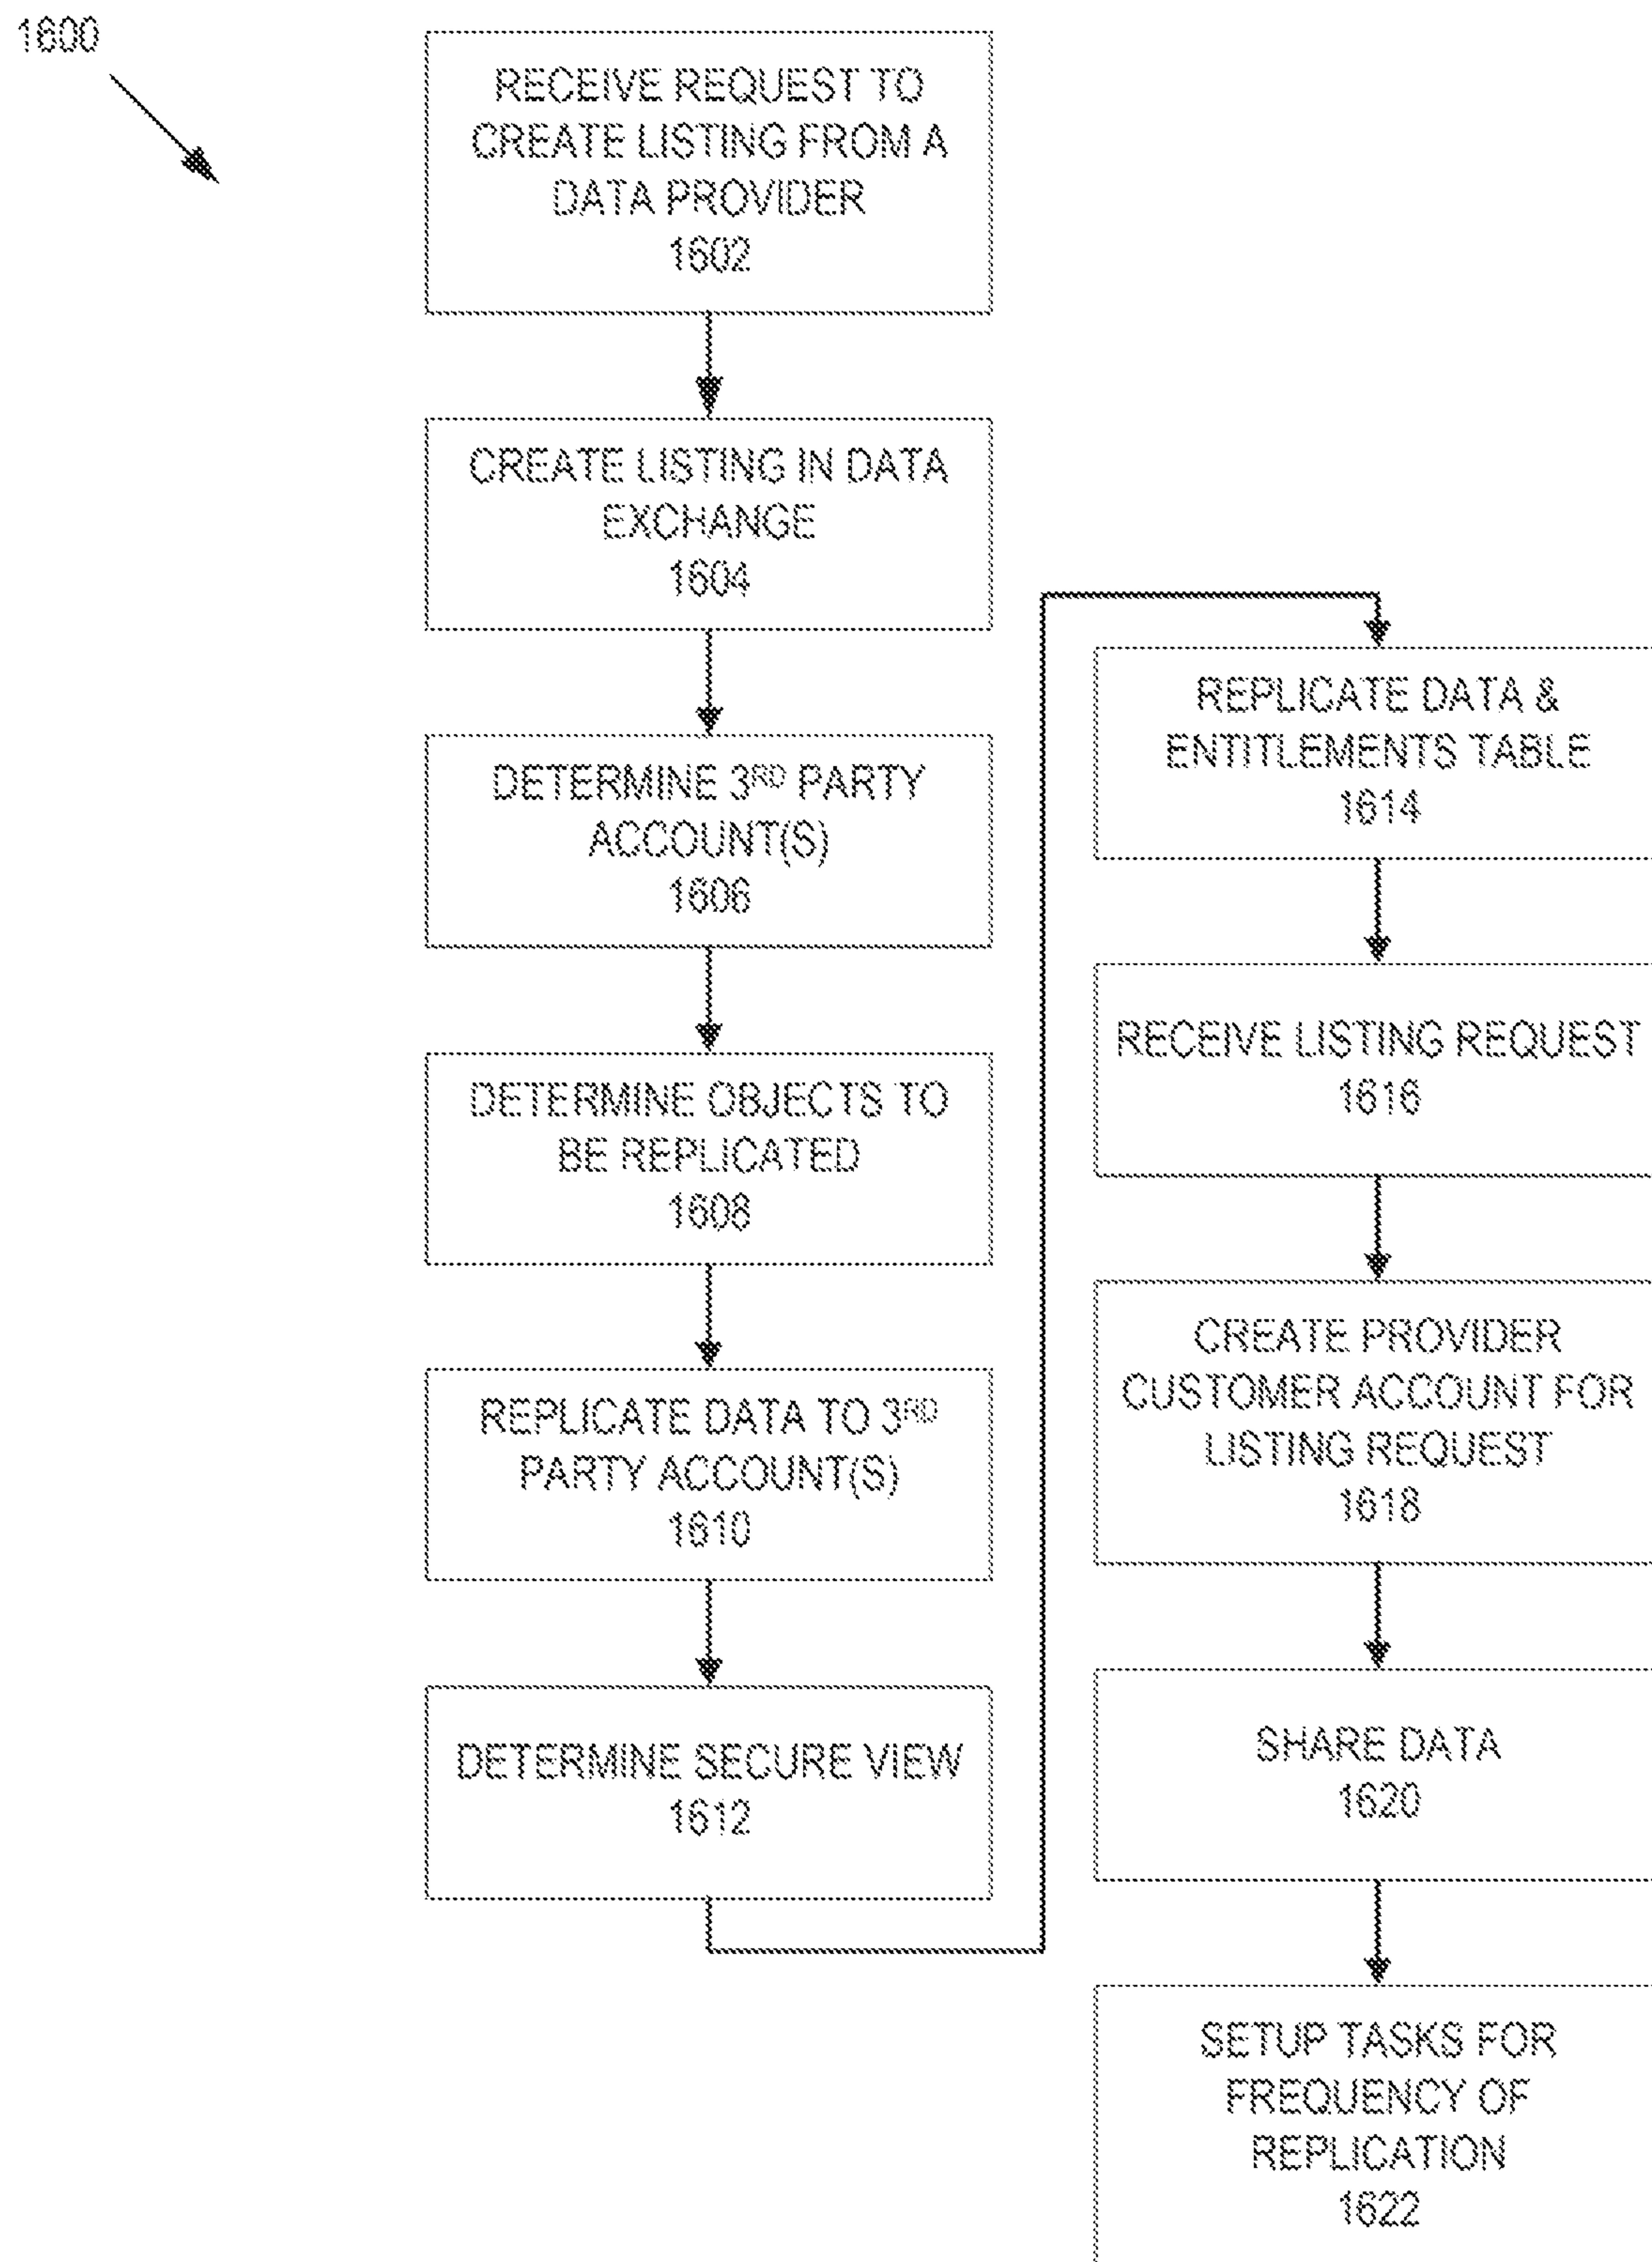 1600
RECEIVE REQUEST TO
CREATE LISTING FROM A
DATA PROVIDER
1602
CREATE LISTING IN DATA
EXCHANGE
1604
DETERMINE 3RD PARTY
ACCOUNT(S)
1606
DETERMINE OBJECTS TO
BE REPLICATED
1608
REPLICATE DATA TO 3RD
PARTY ACCOUNT(S)
1610
DETERMINE SECURE VIEW
1612
REPLICATE DATA &
ENTITLEMENTS TABLE
1614
RECEIVE LISTING REQUEST
1616
CREATE PROVIDER
CUSTOMER ACCOUNT FOR
LISTING REQUEST
1618
SHARE DATA
1620
SETUP TASKS FOR
FREQUENCY OF
REPLICATION
1622